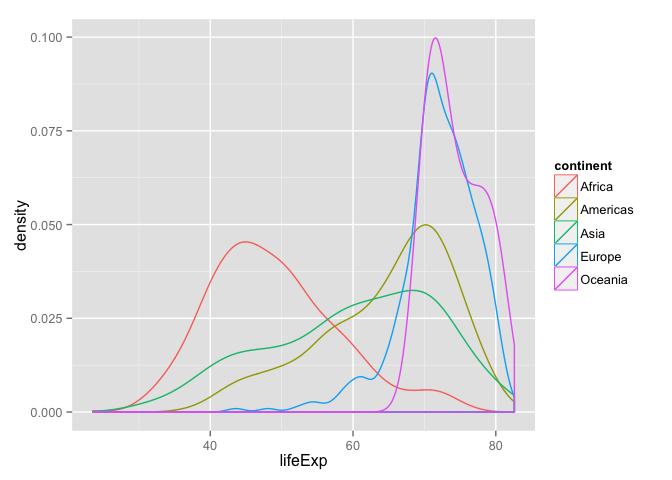 0.100
0.075
0.050
0.025
0.000
density
40 60 80
lifeExp
continent
Africa
Americas
Asia
Europe
Oceania